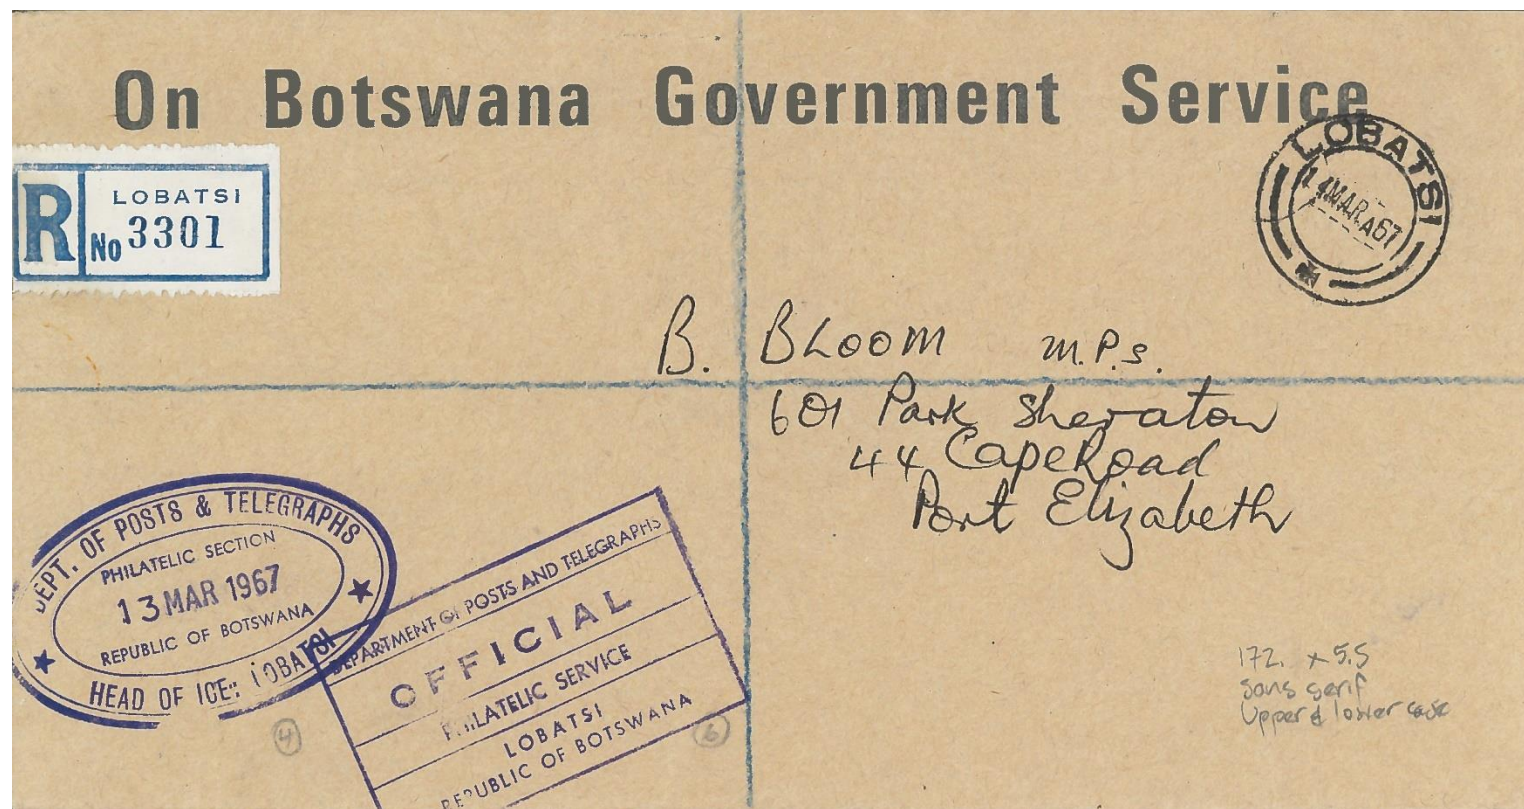 On Botswana Government Service
LOBATSI
R No 3301
LOBATSI
14 MAR 67
A
B. BLOOM M.P.S.
601 Park Sheraton
44 Cape Road
Port Elizabeth
DEPT. OF POSTS & TELEGRAPHS
PHILATELIC SECTION
13 MAR 1967
REPUBLIC OF BOTSWANA
HEAD OF ICE: LOBATSI
DEPARTMENT OF POSTS AND TELEGRAPHS
OFFICIAL
PHILATELIC SERVICE
LOBATSI
REPUBLIC OF BOTSWANA
172. x 5.5
sans serif
Upper & lower case
4
6